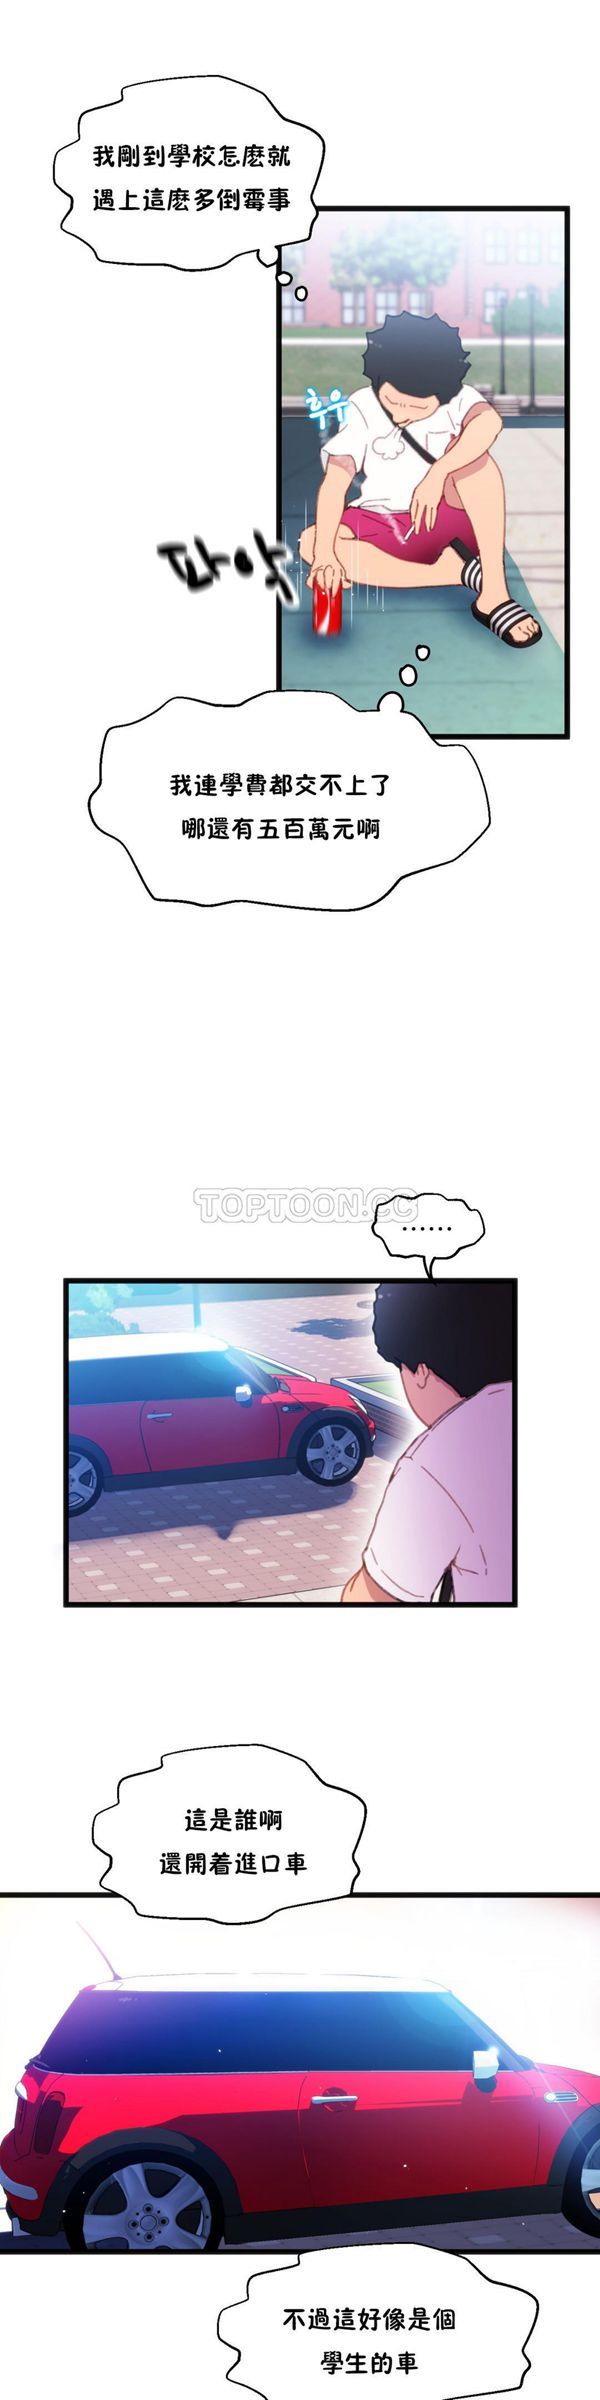 我剛到學校怎麽就
遇上這麽多倒霉事
후우
파악
我連學費都交不上了
哪還有五百萬元啊
TOPTOON.CC
......
這是誰啊
還開着進口車
不過這好像是個
學生的車